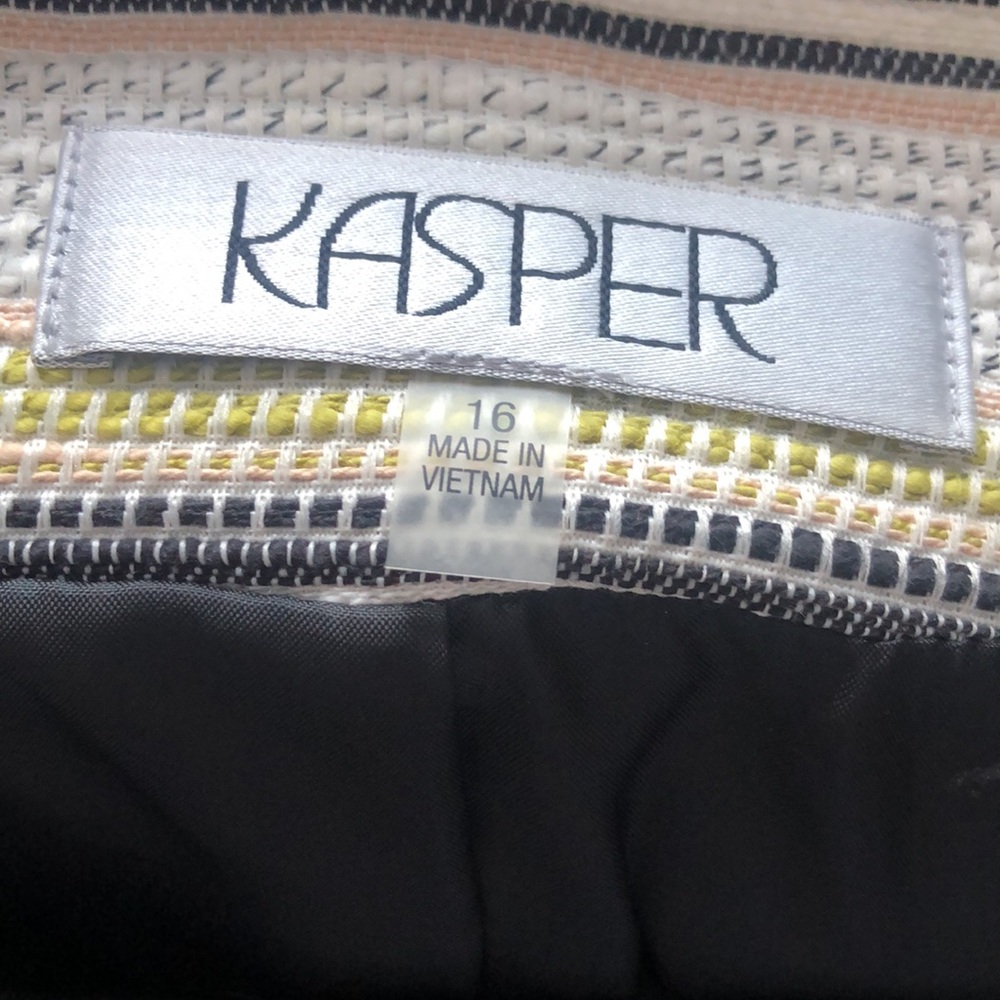 KASPER
16
MADE IN
VIETNAM